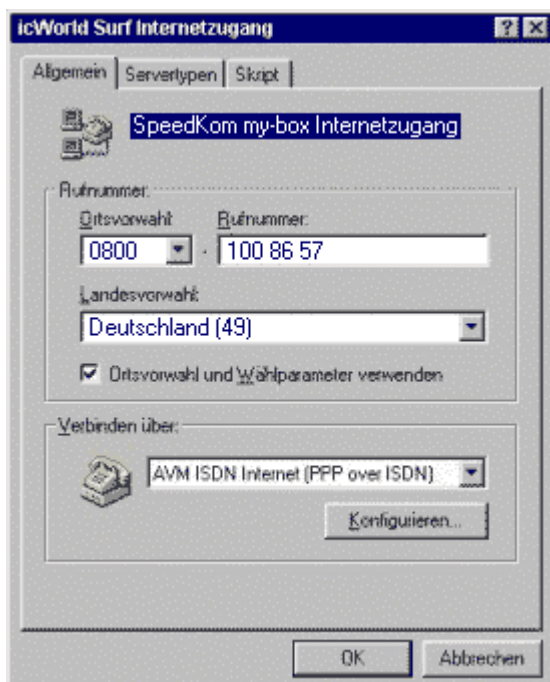 icWorld Surf Internetzugang
Allgemein Servertypen Skript
SpeedKom my-box Internetzugang
Rufnummer:
Ortsvorwahl: Rufnummer:
0800 - 100 86 57
Landesvorwahl:
Deutschland (49)
Ortsvorwahl und Wählparameter verwenden
Verbinden über:
AVM ISDN Internet (PPP over ISDN)
Konfigurieren...
OK Abbrechen